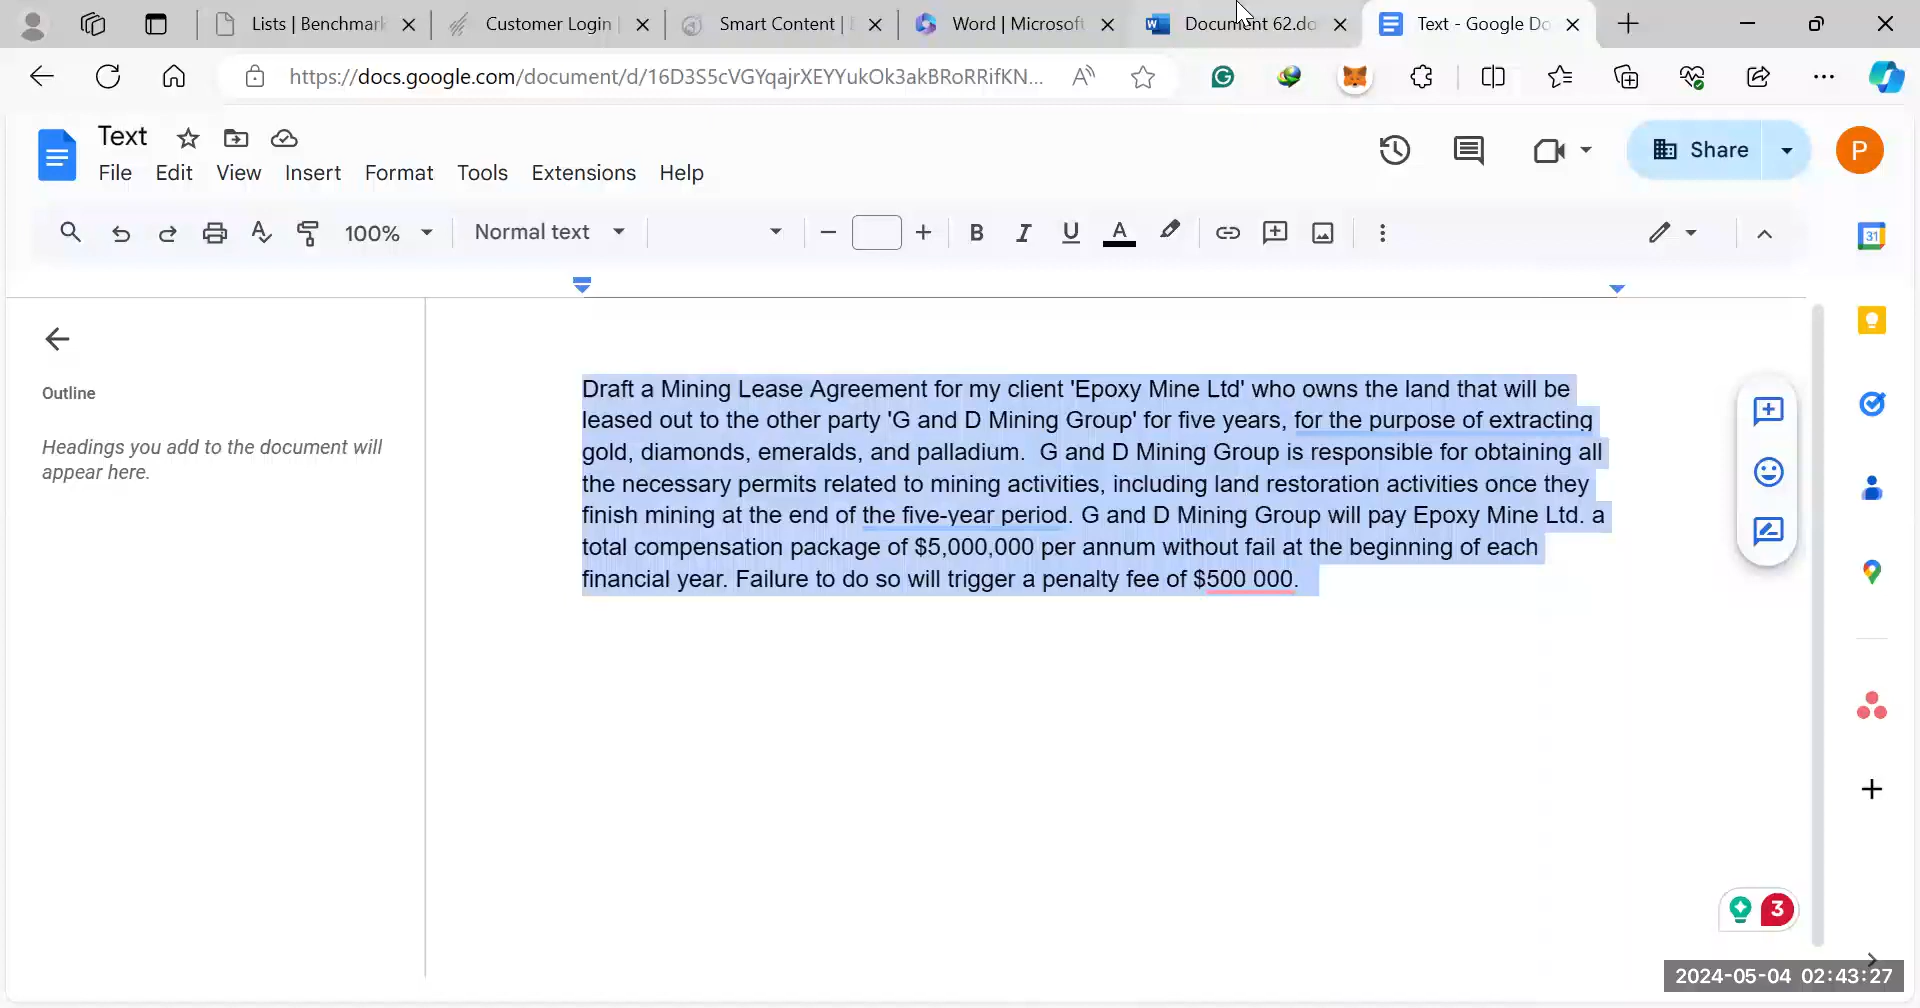 Lists | Benchmar
Customer Login
Smart Content |
Word | Microsoft
Document 62.do
Text - Google Do
https://docs.google.com/document/d/16D3S5cVGYqajrXEYYukOk3akBRoRRifKN...
Text
Share
P
File Edit View Insert Format Tools Extensions Help
100% Normal text B I U A
31
Outline
Headings you add to the document will
appear here.
Draft a Mining Lease Agreement for my client 'Epoxy Mine Ltd' who owns the land that will be
leased out to the other party 'G and D Mining Group' for five years, for the purpose of extracting
gold, diamonds, emeralds, and palladium.  G and D Mining Group is responsible for obtaining all
the necessary permits related to mining activities, including land restoration activities once they
finish mining at the end of the five-year period. G and D Mining Group will pay Epoxy Mine Ltd. a
total compensation package of $5,000,000 per annum without fail at the beginning of each
financial year. Failure to do so will trigger a penalty fee of $500 000.
3
2024-05-04 02:43:27